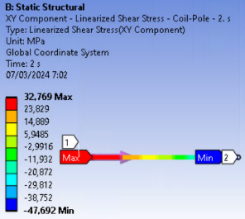 B: Static Structural
XY Component - Linearized Shear Stress - Coil-Pole - 2. s
Type: Linearized Shear Stress(XY Component)
Unit: MPa
Global Coordinate System
Time: 2 s
07/03/2024 7:02
32,769 Max
23,829
14,889
5,9485
-2,9916
-11,932
-20,872
-29,812
-38,752
-47,692 Min
1
Max
Min
2